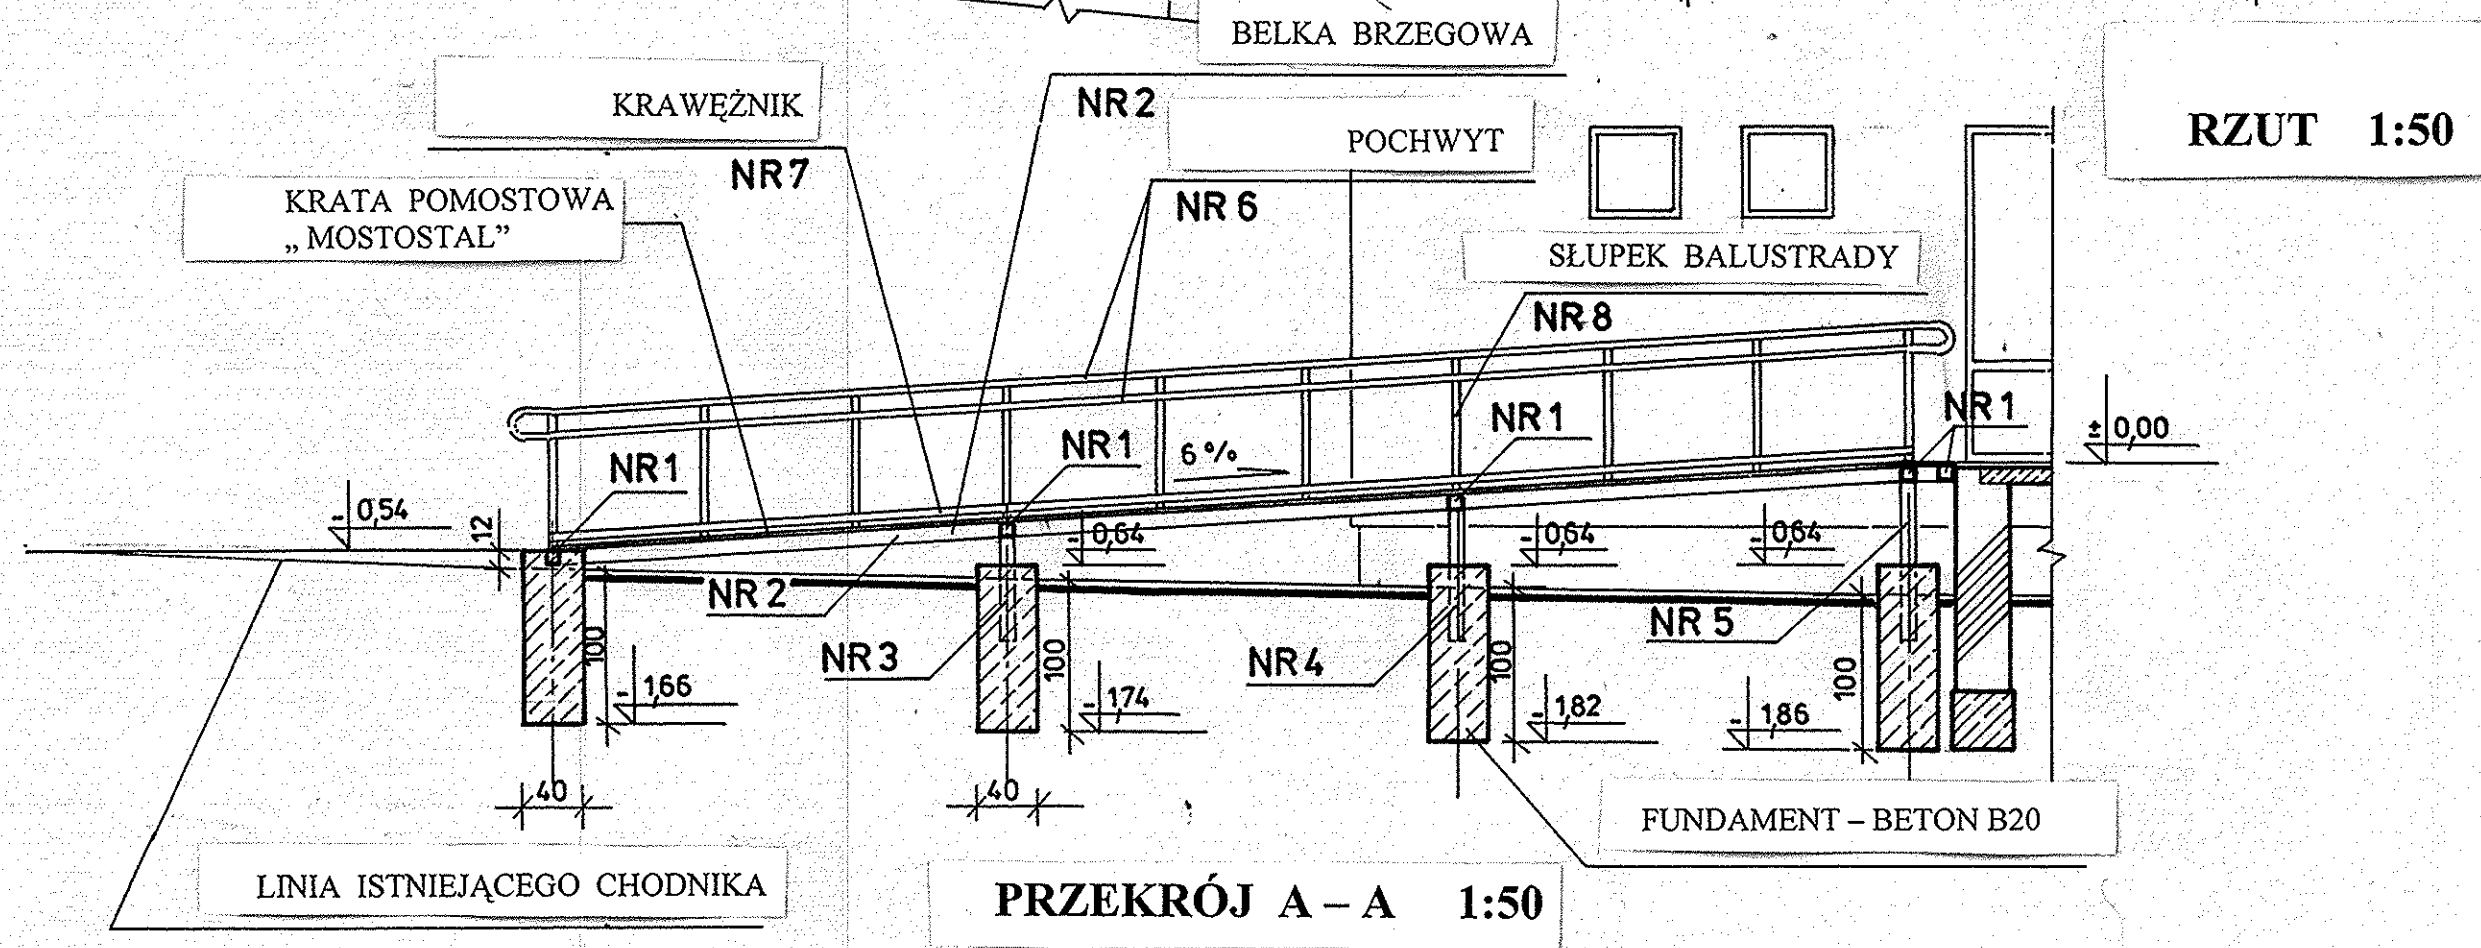 BELKA BRZEGOWA
NR 2
KRAWĘŻNIK
NR 7
POCHWYT
NR 6
RZUT 1:50
KRATA POMOSTOWA
„ MOSTOSTAL”
SŁUPEK BALUSTRADY
NR 8
NR 1
NR 1
NR 1
NR 1
6 %
± 0,00
- 0,54
12
- 0,64
- 0,64
- 0,64
NR 2
NR 3
NR 4
NR 5
100
100
100
100
- 1,66
- 1,74
- 1,82
- 1,86
40
40
FUNDAMENT – BETON B20
LINIA ISTNIEJĄCEGO CHODNIKA
PRZEKRÓJ A – A 1:50